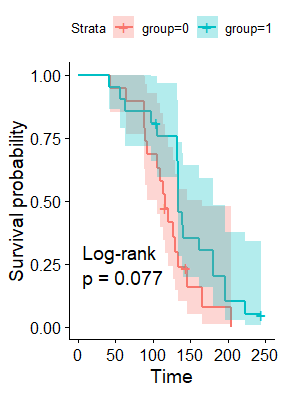 Strata group=0 group=1
Survival probability
1.00
0.75
0.50
0.25
0.00
Log-rank
p = 0.077
0 50 100 150 200 250
Time